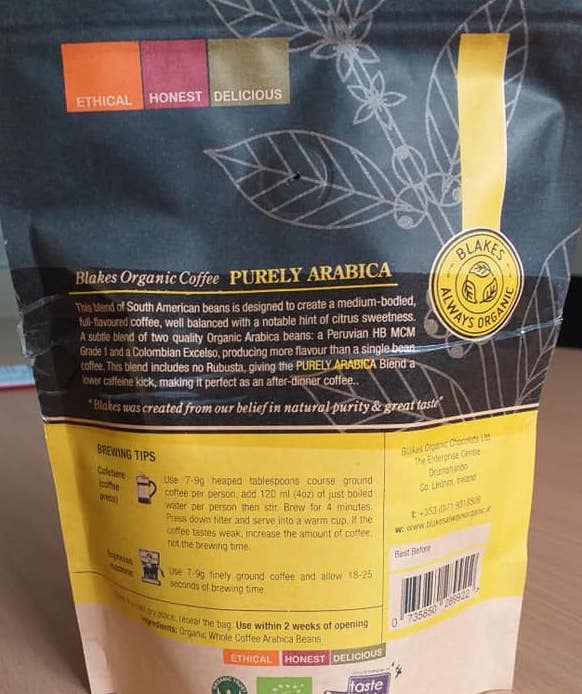 ETHICAL HONEST DELICIOUS
BLAKES
ALWAYS ORGANIC
Blakes Organic Coffee PURELY ARABICA
This blend of South American beans is designed to create a medium-bodied,
full-flavoured coffee, well balanced with a notable hint of citrus sweetness.
A subtle blend of two quality Organic Arabica beans: a Peruvian HB MCM
Grade 1 and a Colombian Excelso, producing more flavour than a single bean
coffee. This blend includes no Rubusta, giving the PURELY ARABICA Blend a
lower caffeine kick, making it perfect as an after-dinner coffee..
"Blakes was created from our belief in natural purity & great taste"
BREWING TIPS
Cafetiere
(coffee
press)
Use 7-9g heaped tablespoons course ground
coffee per person, add 120 ml (4oz) of just boiled
water per person then stir. Brew for 4 minutes.
Press down filter and serve into a warm cup. If the
coffee tastes weak, increase the amount of coffee,
not the brewing time.
Espresso
machine
Use 7-9g finely ground coffee and allow 18-25
seconds of brewing time.
dry place, reseal the bag. Use within 2 weeks of opening
Ingredients: Organic Whole Coffee Arabica Beans
Blakes Organic Chocolate Ltd,
The Enterprise Centre
Drumshanbo
Co. Leitrim, Ireland
t: +353 (0)71
w: www.blakesalwaysorganic.ie
Best Before
0 735850 289922
ETHICAL HONEST DELICIOUS
taste